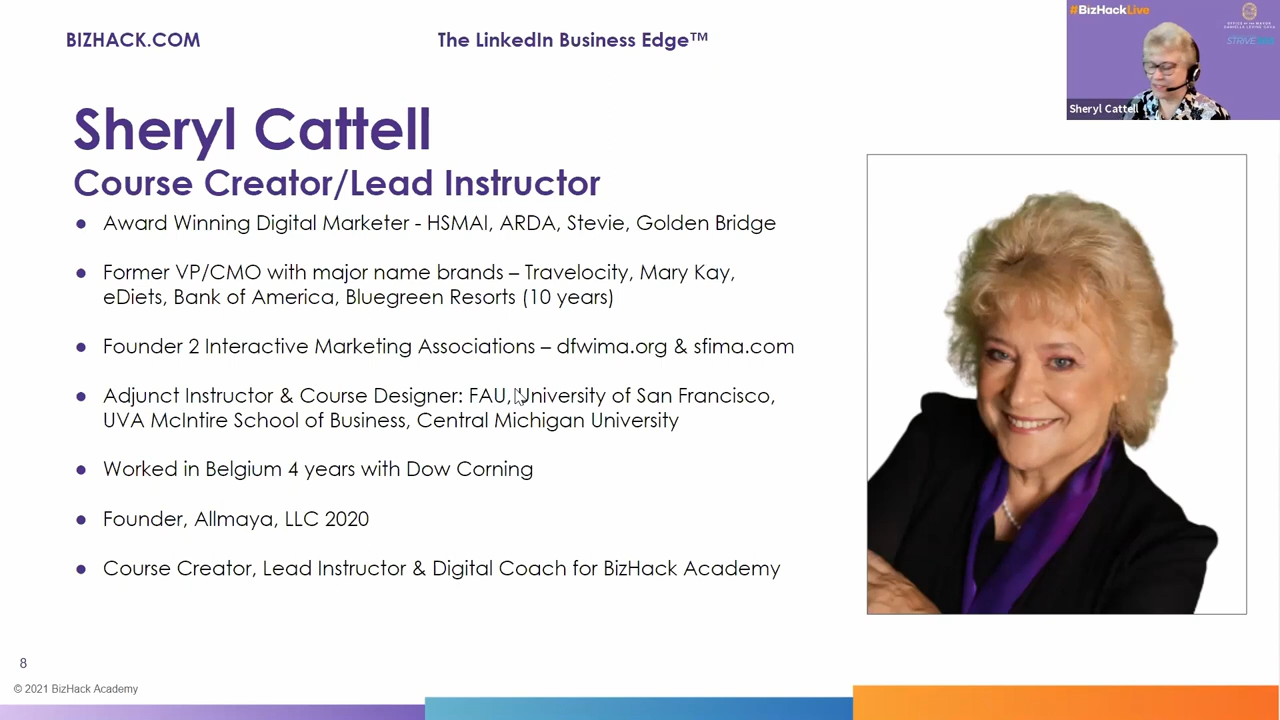 BIZHACK.COM
The LinkedIn Business Edge™
#BizHackLive
Sheryl Cattell
Sheryl Cattell
Course Creator/Lead Instructor
● Award Winning Digital Marketer - HSMAI, ARDA, Stevie, Golden Bridge
● Former VP/CMO with major name brands – Travelocity, Mary Kay,
eDiets, Bank of America, Bluegreen Resorts (10 years)
● Founder 2 Interactive Marketing Associations – dfwima.org & sfima.com
● Adjunct Instructor & Course Designer: FAU, University of San Francisco,
UVA McIntire School of Business, Central Michigan University
● Worked in Belgium 4 years with Dow Corning
● Founder, Allmaya, LLC 2020
● Course Creator, Lead Instructor & Digital Coach for BizHack Academy
8
© 2021 BizHack Academy